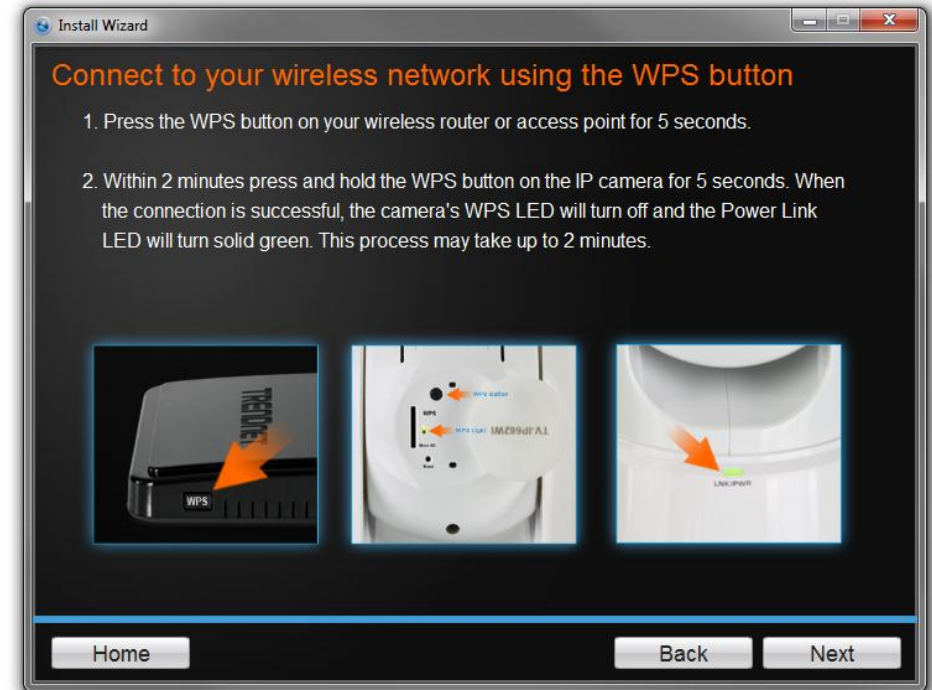 Install Wizard
Connect to your wireless network using the WPS button
1. Press the WPS button on your wireless router or access point for 5 seconds.
2. Within 2 minutes press and hold the WPS button on the IP camera for 5 seconds. When
the connection is successful, the camera's WPS LED will turn off and the Power Link
LED will turn solid green. This process may take up to 2 minutes.
TRENDNET
WPS
WPS Button
WPS
WPS Light
TV-IP662WI
Reset
LNK/PWR
Home
Back
Next